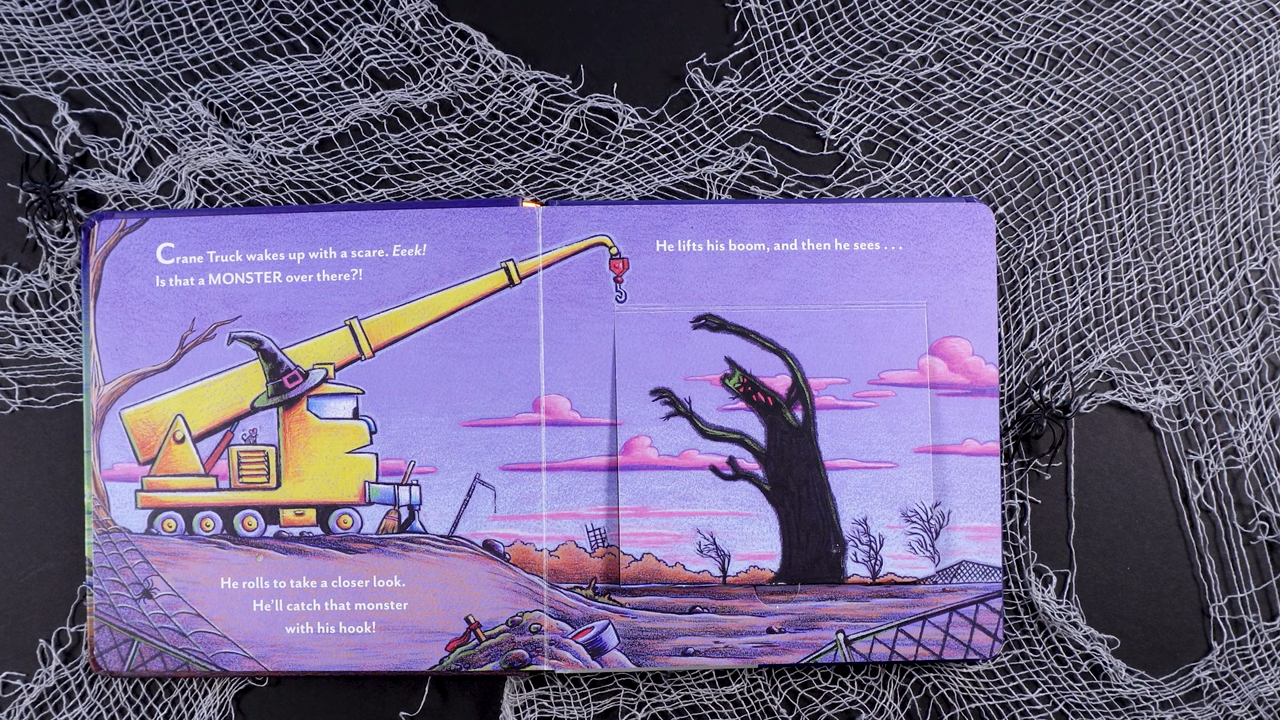 Crane Truck wakes up with a scare. Eeek!
Is that a MONSTER over there?!
He rolls to take a closer look.
He'll catch that monster
with his hook!
He lifts his boom, and then he sees . . .